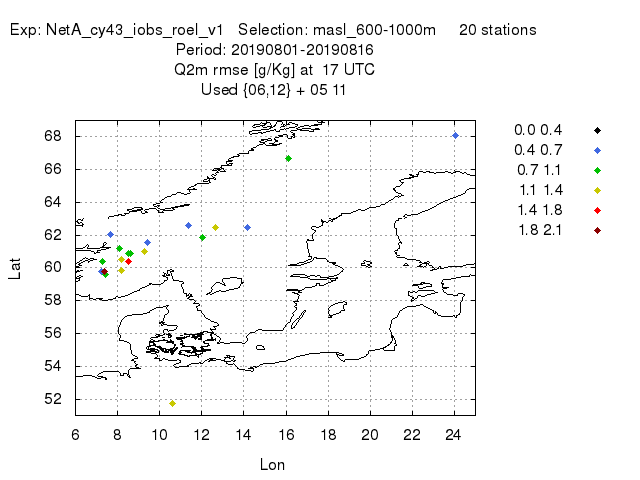 Exp: NetA_cy43_iobs_roel_v1 Selection: masl_600-1000m 20 stations
Period: 20190801-20190816
Q2m rmse [g/Kg] at 17 UTC
Used {06,12} + 05 11
0.0 0.4
0.4 0.7
0.7 1.1
1.1 1.4
1.4 1.8
1.8 2.1
68
66
64
62
60
58
56
54
52
Lat
6 8 10 12 14 16 18 20 22 24
Lon